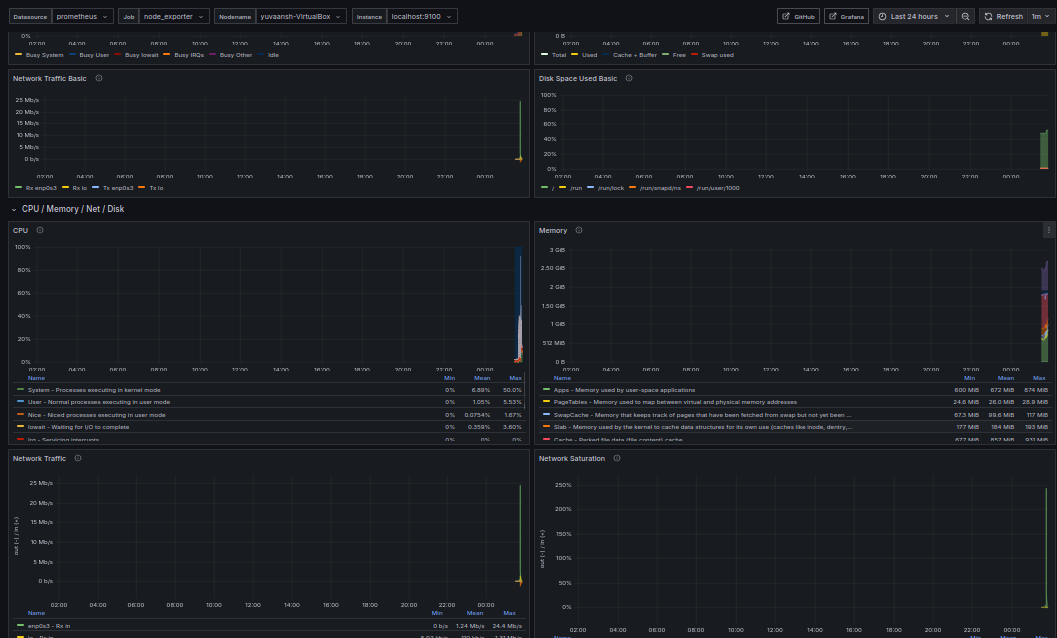 Datasource prometheus Job node_exporter Nodename yuvaansh-VirtualBox Instance localhost:9100 GitHub Grafana Last 24 hours Refresh 1m
0% 0 B
02:00 04:00 06:00 08:00 10:00 12:00 14:00 16:00 18:00 20:00 22:00 00:00
02:00 04:00 06:00 08:00 10:00 12:00 14:00 16:00 18:00 20:00 22:00 00:00
Busy System Busy User Busy Iowait Busy IRQs Busy Other Idle
Total Used Cache + Buffer Free Swap used
Network Traffic Basic
25 Mb/s
20 Mb/s
15 Mb/s
10 Mb/s
5 Mb/s
0 b/s
02:00 04:00 06:00 08:00 10:00 12:00 14:00 16:00 18:00 20:00 22:00 00:00
Rx enp0s3 Rx lo Tx enp0s3 Tx lo
Disk Space Used Basic
100%
80%
60%
40%
20%
0%
02:00 04:00 06:00 08:00 10:00 12:00 14:00 16:00 18:00 20:00 22:00 00:00
/ /run /run/lock /run/snapd/ns /run/user/1000
CPU / Memory / Net / Disk
CPU
100%
80%
60%
40%
20%
0%
02:00 04:00 06:00 08:00 10:00 12:00 14:00 16:00 18:00 20:00 22:00 00:00
Name Min Mean Max
System - Processes executing in kernel mode 0% 6.89% 50.0%
User - Normal processes executing in user mode 0% 1.05% 5.53%
Nice - Niced processes executing in user mode 0% 0.0754% 1.67%
Iowait - Waiting for I/O to complete 0% 0.359% 3.60%
Irq - Servicing interrupts 0% 0% 0%
Memory
3 GiB
2.50 GiB
2 GiB
1.50 GiB
1 GiB
512 MiB
0 B
02:00 04:00 06:00 08:00 10:00 12:00 14:00 16:00 18:00 20:00 22:00 00:00
Name Min Mean Max
Apps - Memory used by user-space applications 600 MiB 672 MiB 874 MiB
PageTables - Memory used to map between virtual and physical memory addresses 24.6 MiB 26.0 MiB 28.9 MiB
SwapCache - Memory that keeps track of pages that have been fetched from swap but not yet been ... 67.3 MiB 99.6 MiB 117 MiB
Slab - Memory used by the kernel to cache data structures for its own use (caches like inode, dentry,... 177 MiB 184 MiB 193 MiB
Cache - Parked file data (file content) cache 677 MiB 857 MiB 931 MiB
Network Traffic
out (-) / in (+)
25 Mb/s
20 Mb/s
15 Mb/s
10 Mb/s
5 Mb/s
0 b/s
02:00 04:00 06:00 08:00 10:00 12:00 14:00 16:00 18:00 20:00 22:00 00:00
Name Min Mean Max
enp0s3 - Rx in 0 b/s 1.24 Mb/s 24.4 Mb/s
lo - Rx in
Network Saturation
out (-) / in (+)
250%
200%
150%
100%
50%
0%
02:00 04:00 06:00 08:00 10:00 12:00 14:00 16:00 18:00 20:00 22:00 00:00
Name Min Mean Max